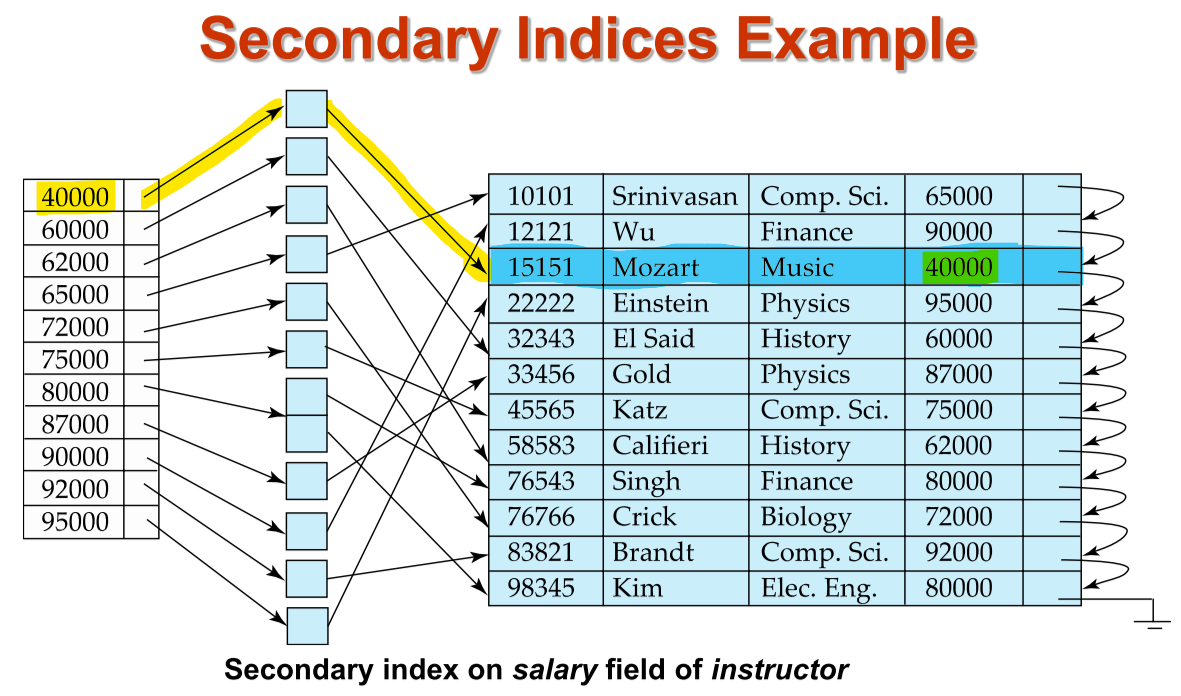 Secondary Indices Example
40000
60000
62000
65000
72000
75000
80000
87000
90000
92000
95000
10101 Srinivasan Comp. Sci. 65000
12121 Wu Finance 90000
15151 Mozart Music 40000
22222 Einstein Physics 95000
32343 El Said History 60000
33456 Gold Physics 87000
45565 Katz Comp. Sci. 75000
58583 Califieri History 62000
76543 Singh Finance 80000
76766 Crick Biology 72000
83821 Brandt Comp. Sci. 92000
98345 Kim Elec. Eng. 80000
Secondary index on salary field of instructor